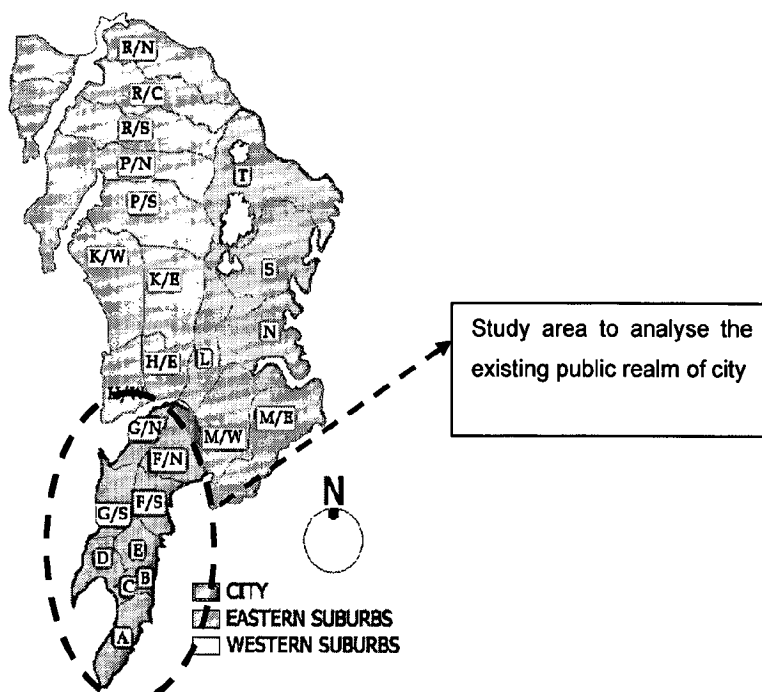 R/N
R/C
R/S
P/N
T
P/S
K/W
K/E
S
N
H/E
L
H/W
M/E
G/N
M/W
F/N
F/S
G/S
E
D
B
C
A
Study area to analyse the
existing public realm of city
N
CITY
EASTERN SUBURBS
WESTERN SUBURBS